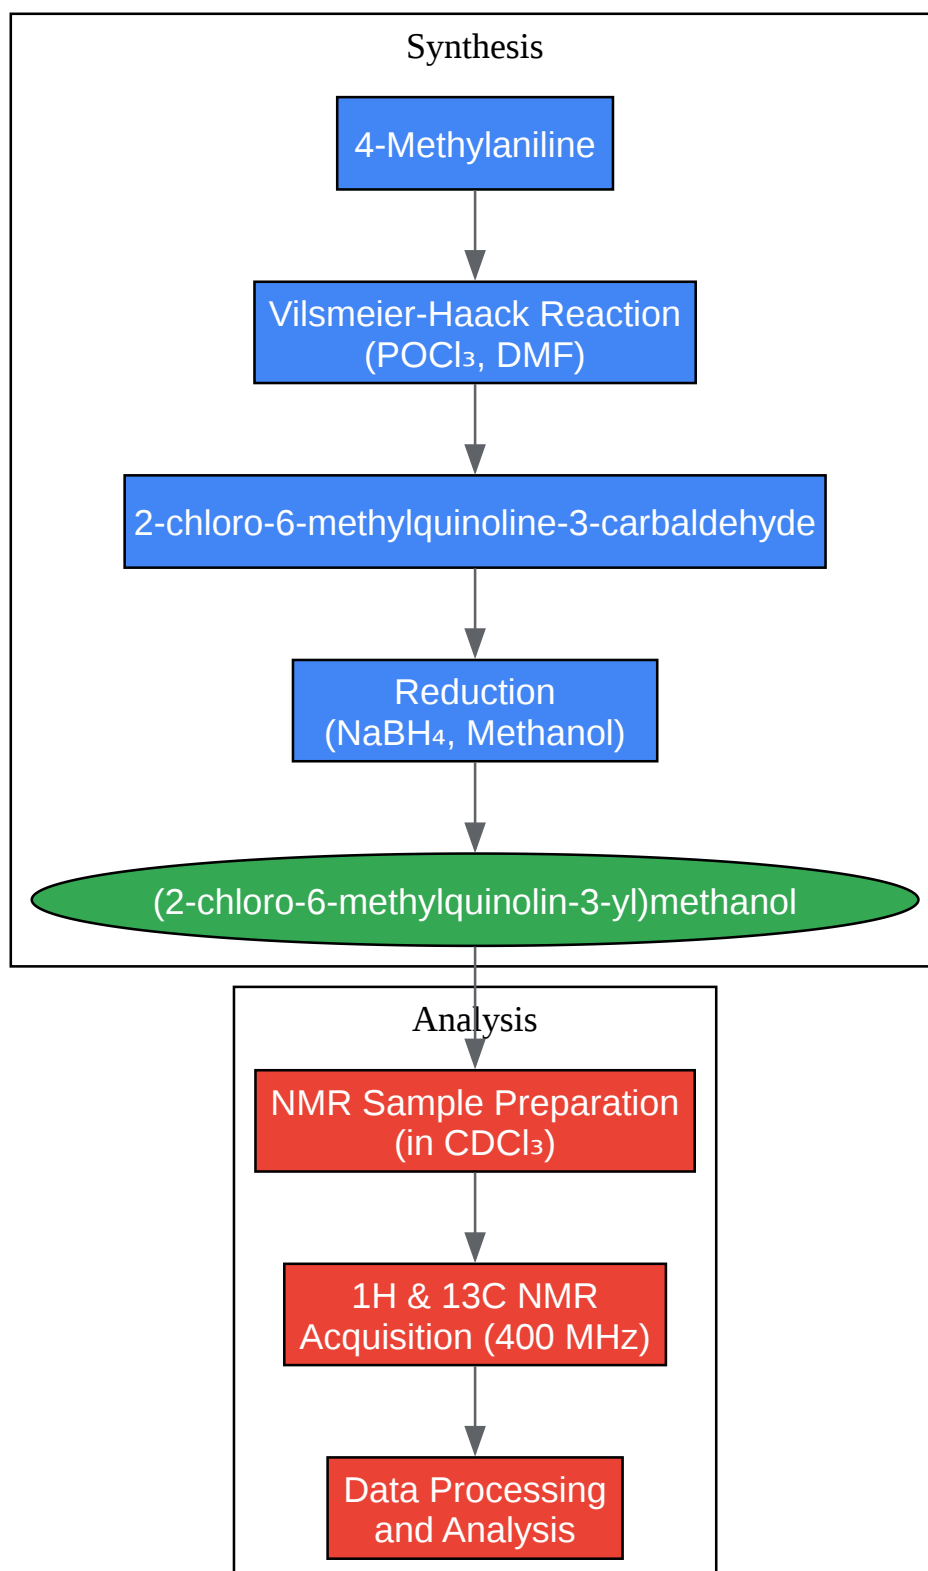 Synthesis
4-Methylaniline
Vilsmeier-Haack Reaction
(POCl₃, DMF)
2-chloro-6-methylquinoline-3-carbaldehyde
Reduction
(NaBH₄, Methanol)
(2-chloro-6-methylquinolin-3-yl)methanol
Analysis
NMR Sample Preparation
(in CDCl₃)
1H & 13C NMR
Acquisition (400 MHz)
Data Processing
and Analysis